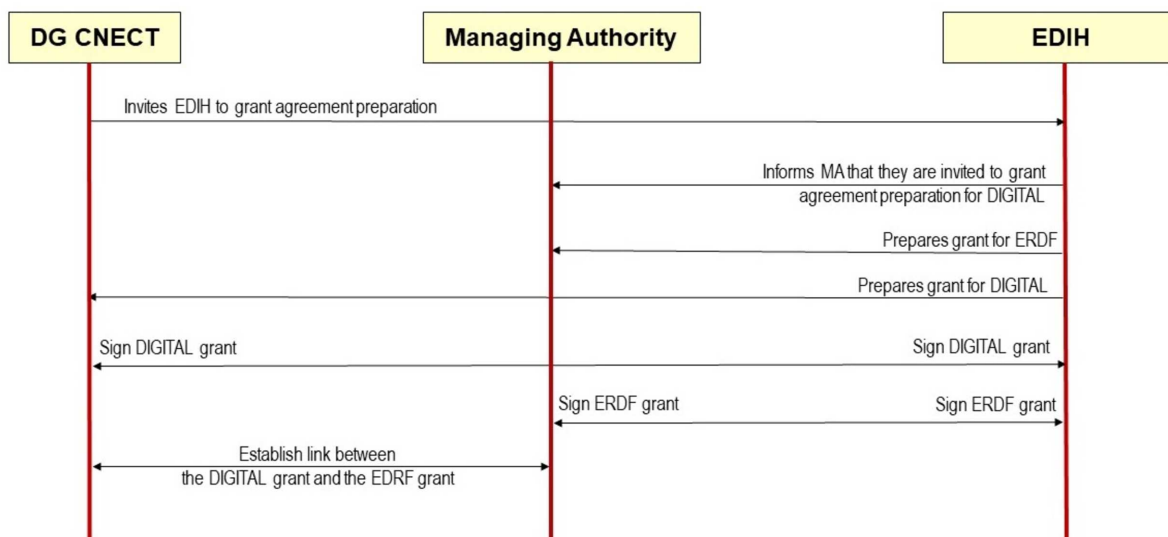 DG CNECT
Managing Authority
EDIH
Invites EDIH to grant agreement preparation
Informs MA that they are invited to grant
agreement preparation for DIGITAL
Prepares grant for ERDF
Prepares grant for DIGITAL
Sign DIGITAL grant
Sign DIGITAL grant
Sign ERDF grant
Sign ERDF grant
Establish link between
the DIGITAL grant and the EDRF grant